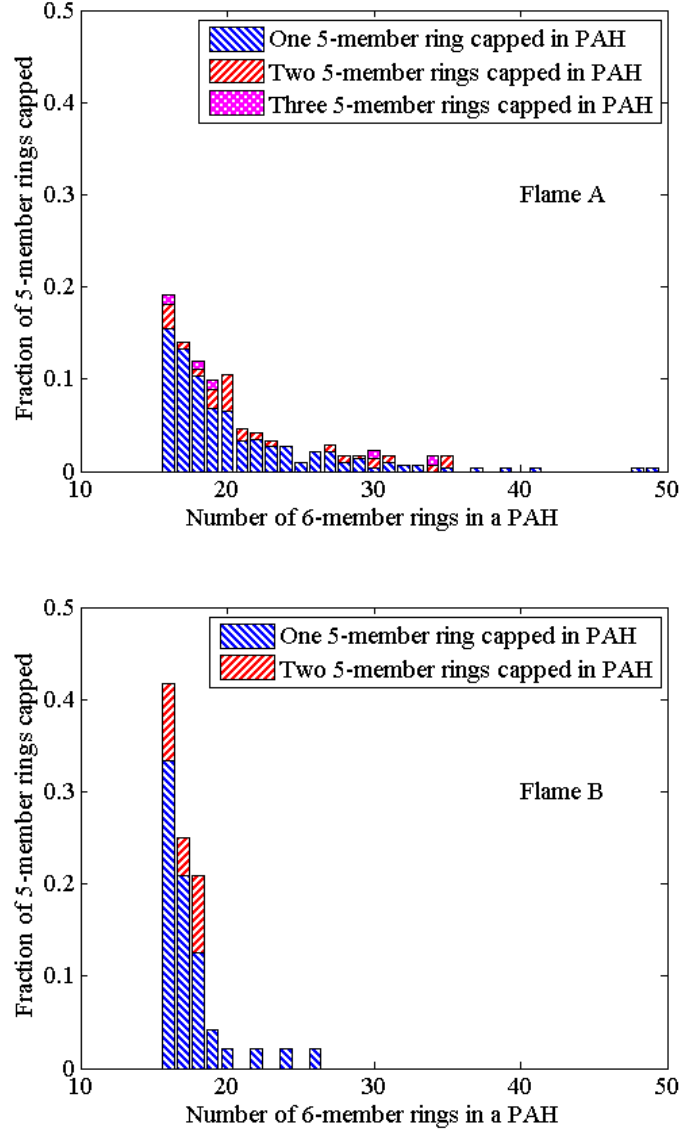 0.5
One 5-member ring capped in PAH
Two 5-member rings capped in PAH
Three 5-member rings capped in PAH
0.4
0.3
Flame A
0.2
0.1
0
Fraction of 5-member rings capped
10 20 30 40 50
Number of 6-member rings in a PAH
0.5
One 5-member ring capped in PAH
Two 5-member rings capped in PAH
0.4
0.3
Flame B
0.2
0.1
0
Fraction of 5-member rings capped
10 20 30 40 50
Number of 6-member rings in a PAH